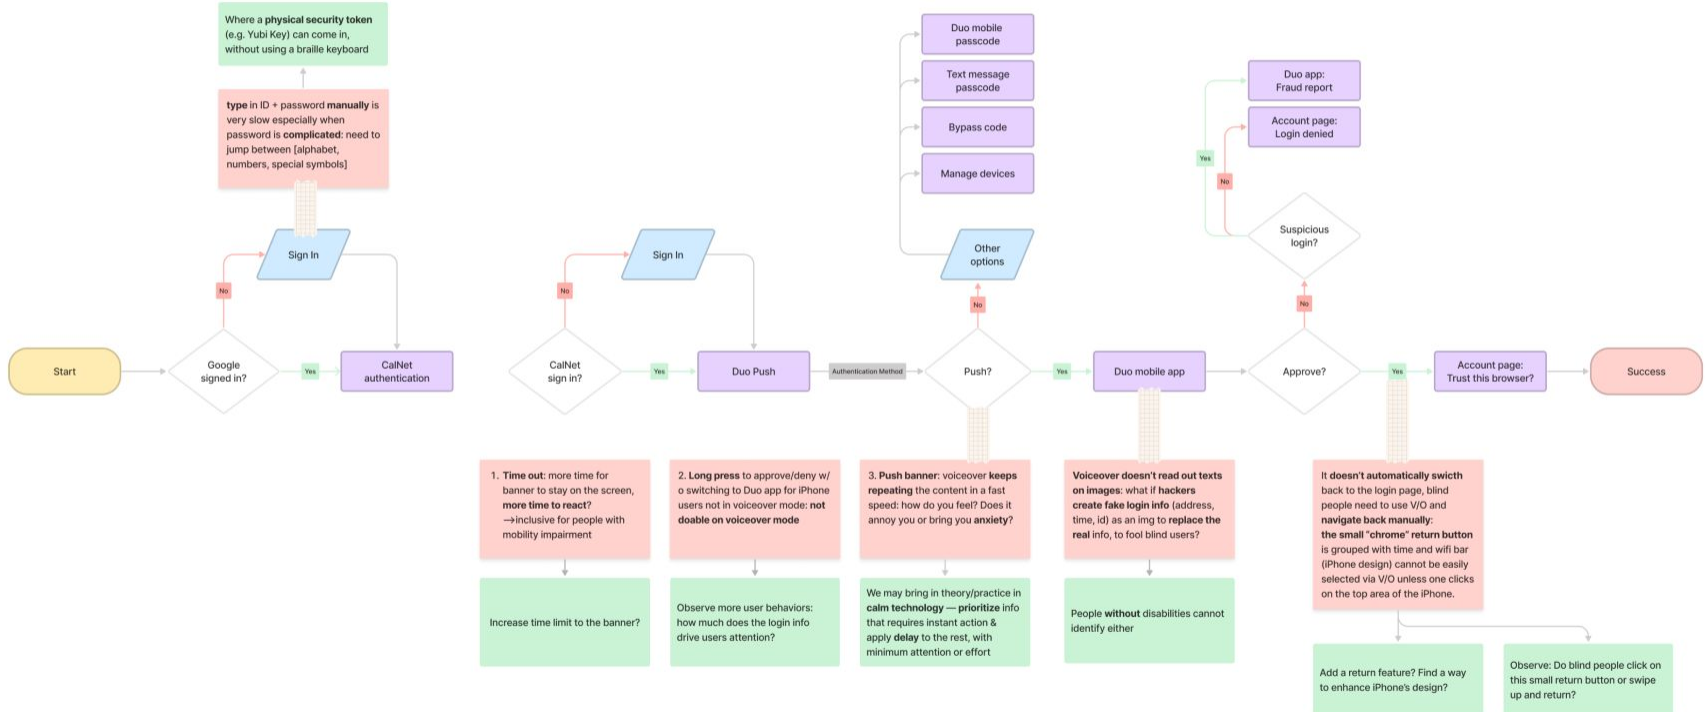 Where a physical security token
(e.g. Yubi Key) can come in,
without using a braille keyboard
type in ID + password manually is
very slow especially when
password is complicated: need to
jump between [alphabet,
numbers, special symbols]
Sign In
No
Start
Google
signed in?
Yes
CalNet
authentication
Sign In
No
CalNet
sign in?
Yes
Duo Push
Authentication Method
Duo mobile
passcode
Text message
passcode
Bypass code
Manage devices
Other
options
No
Push?
Yes
Duo mobile app
Duo app:
Fraud report
Account page:
Login denied
Yes
No
Suspicious
login?
No
Approve?
Yes
Account page:
Trust this browser?
Success
1. Time out: more time for
banner to stay on the screen,
more time to react?
→inclusive for people with
mobility impairment
Increase time limit to the banner?
2. Long press to approve/deny w/
o switching to Duo app for iPhone
users not in voiceover mode: not
doable on voiceover mode
Observe more user behaviors:
how much does the login info
drive users attention?
3. Push banner: voiceover keeps
repeating the content in a fast
speed: how do you feel? Does it
annoy you or bring you anxiety?
We may bring in theory/practice in
calm technology — prioritize info
that requires instant action &
apply delay to the rest, with
minimum attention or effort
Voiceover doesn't read out texts
on images: what if hackers
create fake login info (address,
time, id) as an img to replace the
real info, to fool blind users?
People without disabilities cannot
identify either
It doesn't automatically swicth
back to the login page, blind
people need to use V/O and
navigate back manually:
the small "chrome" return button
is grouped with time and wifi bar
(iPhone design) cannot be easily
selected via V/O unless one clicks
on the top area of the iPhone.
Add a return feature? Find a way
to enhance iPhone's design?
Observe: Do blind people click on
this small return button or swipe
up and return?